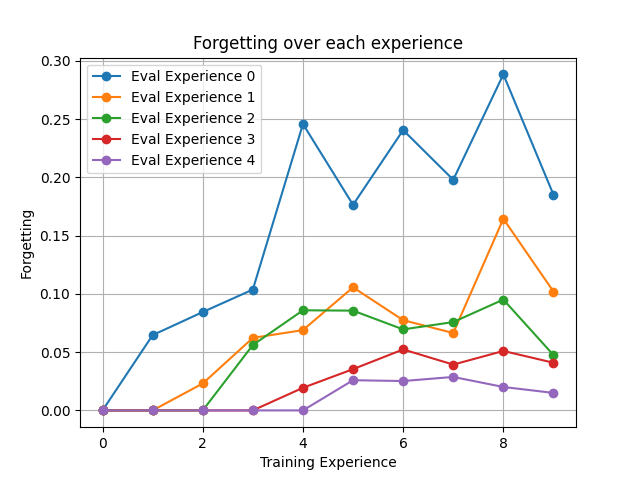 Forgetting over each experience
0.30
0.25
0.20
0.15
0.10
0.05
0.00
Forgetting
Eval Experience 0
Eval Experience 1
Eval Experience 2
Eval Experience 3
Eval Experience 4
0 2 4 6 8
Training Experience